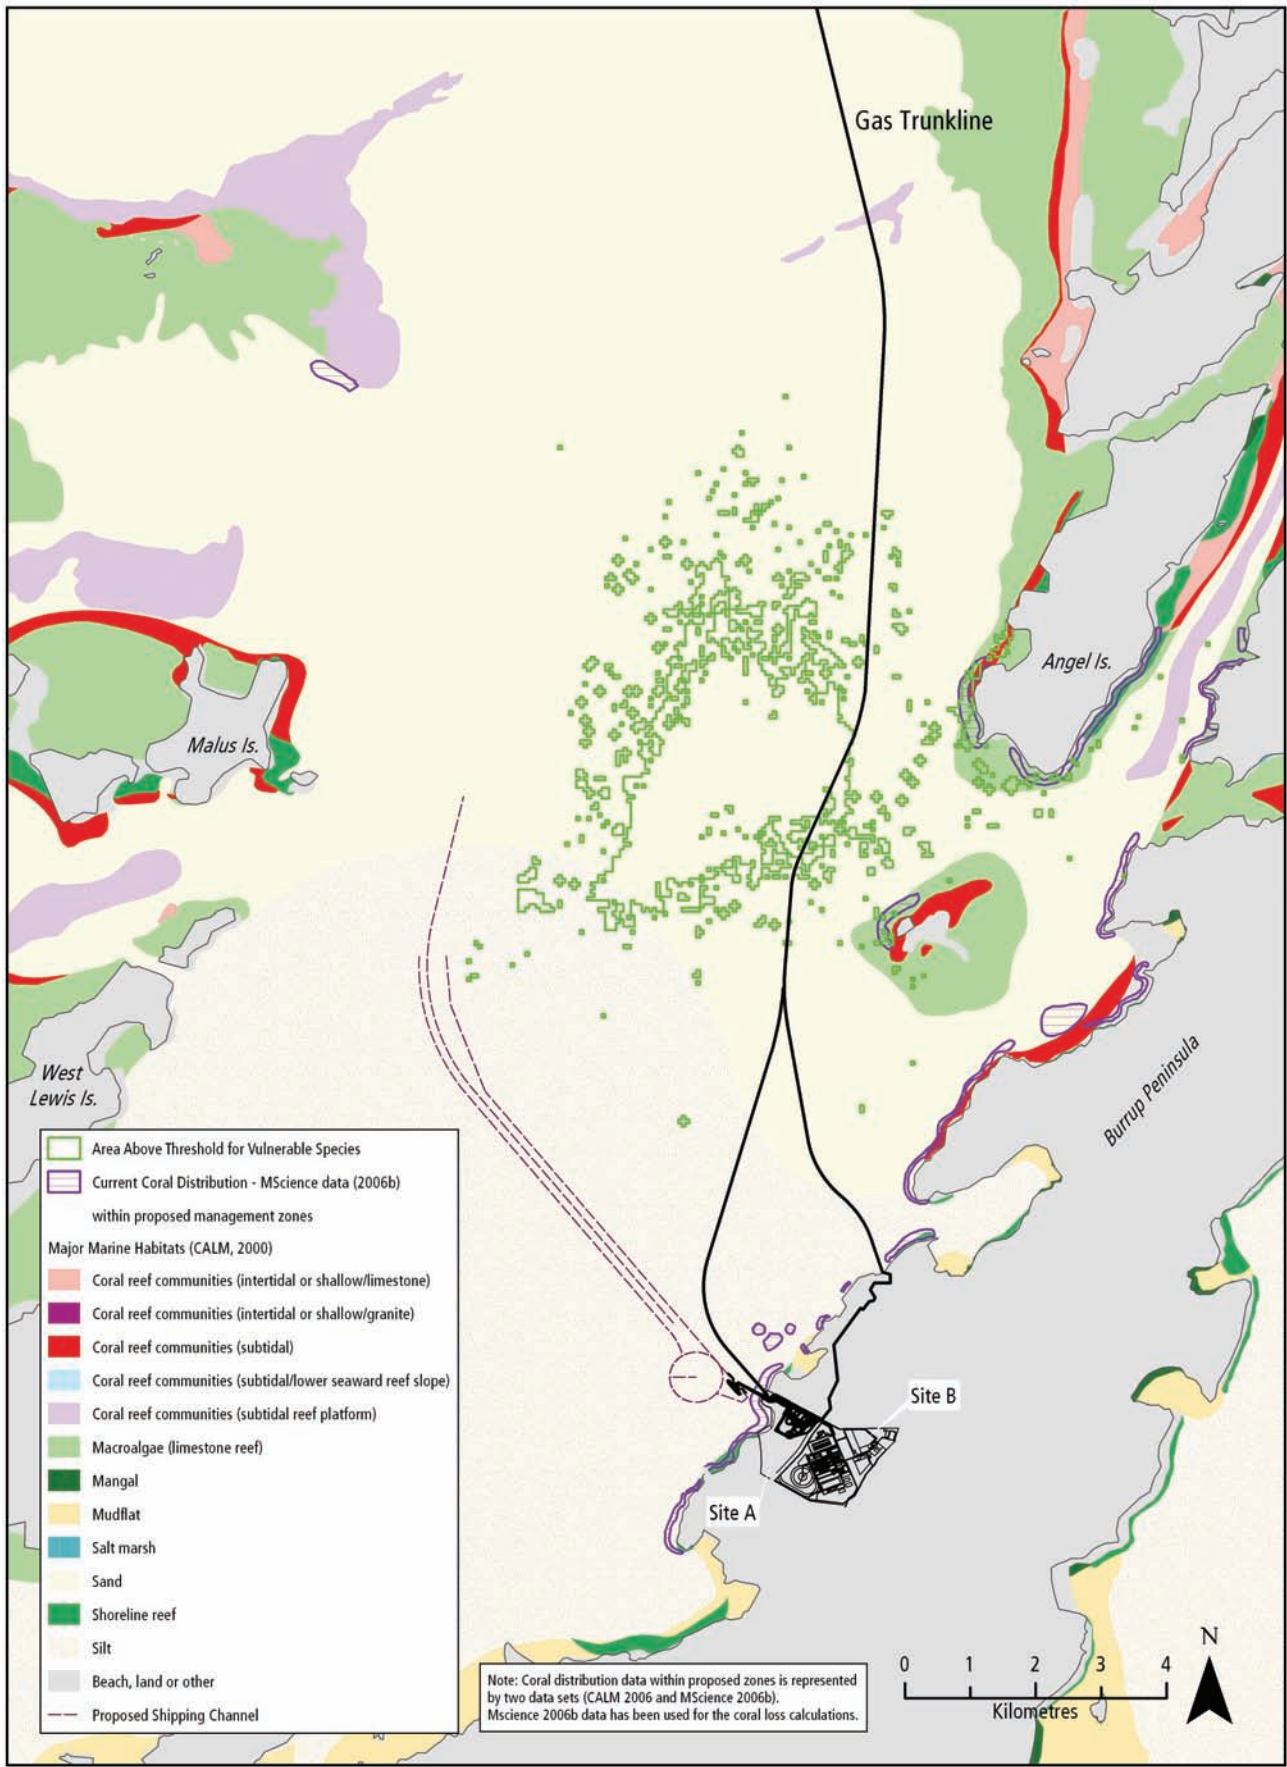 Gas Trunkline
Angel Is.
Malus Is.
West
Lewis Is.
Burrup Peninsula
Area Above Threshold for Vulnerable Species
Current Coral Distribution - MScience data (2006b)
within proposed management zones
Major Marine Habitats (CALM, 2000)
Coral reef communities (intertidal or shallow/limestone)
Coral reef communities (intertidal or shallow/granite)
Coral reef communities (subtidal)
Coral reef communities (subtidal/lower seaward reef slope)
Coral reef communities (subtidal reef platform)
Macroalgae (limestone reef)
Mangal
Mudflat
Salt marsh
Sand
Shoreline reef
Silt
Beach, land or other
Proposed Shipping Channel
Site B
Site A
Note: Coral distribution data within proposed zones is represented
by two data sets (CALM 2006 and MScience 2006b).
Mscience 2006b data has been used for the coral loss calculations.
0 1 2 3 4
Kilometres
N